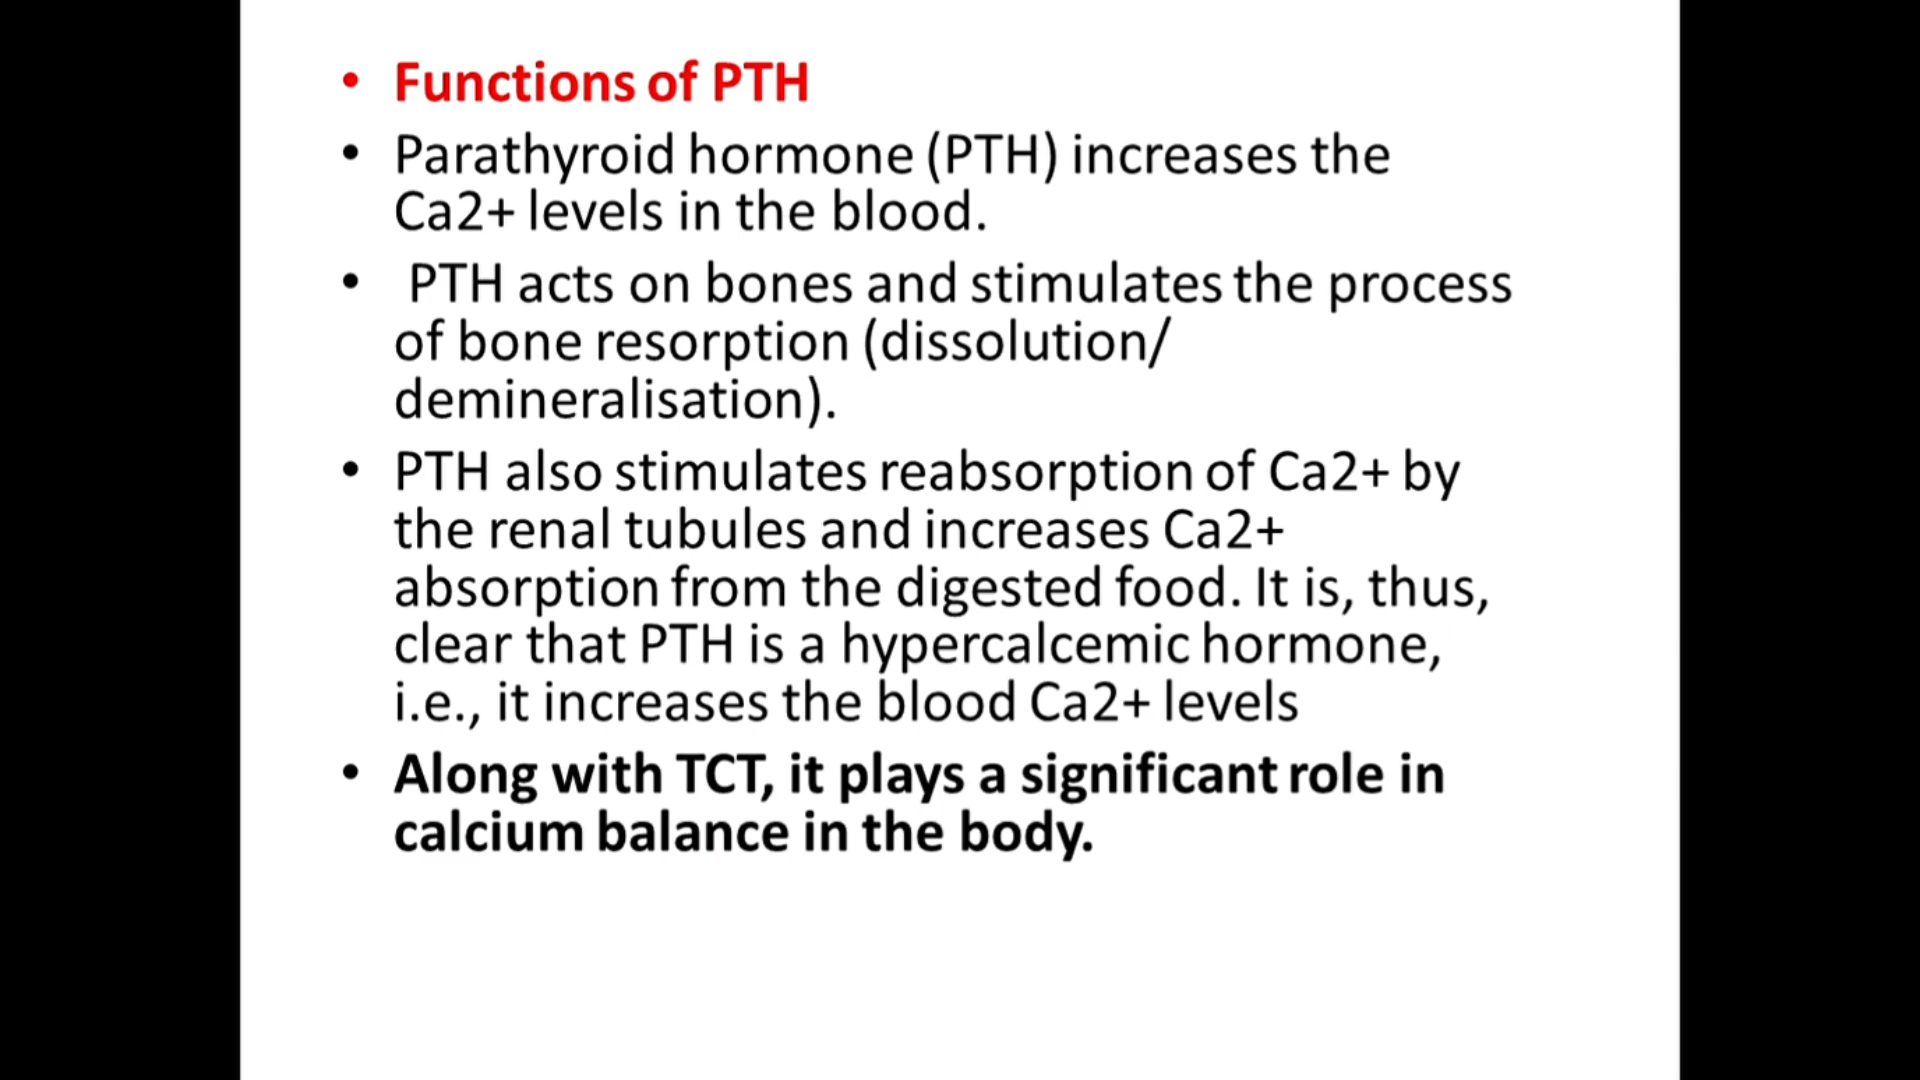 • Functions of PTH
• Parathyroid hormone (PTH) increases the
Ca2+ levels in the blood.
• PTH acts on bones and stimulates the process
of bone resorption (dissolution/
demineralisation).
• PTH also stimulates reabsorption of Ca2+ by
the renal tubules and increases Ca2+
absorption from the digested food. It is, thus,
clear that PTH is a hypercalcemic hormone,
i.e., it increases the blood Ca2+ levels
• Along with TCT, it plays a significant role in
calcium balance in the body.